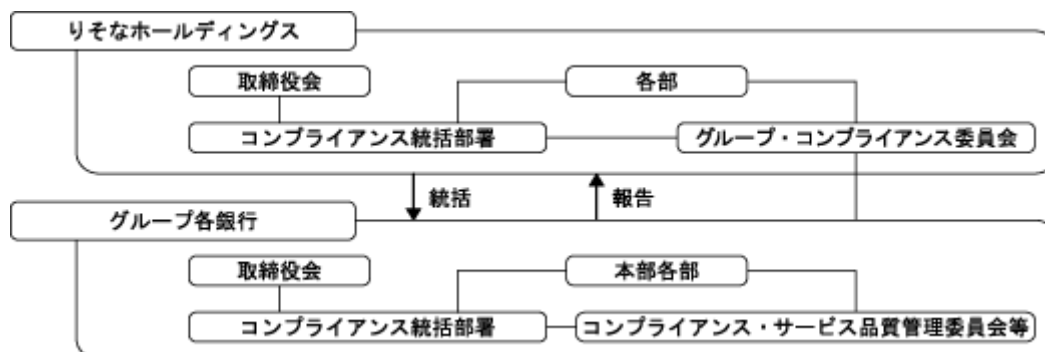 りそなホールディングス
取締役会
各部
コンプライアンス統括部署
グループ・コンプライアンス委員会
統括
報告
グループ各銀行
取締役会
本部各部
コンプライアンス統括部署
コンプライアンス・サービス品質管理委員会等